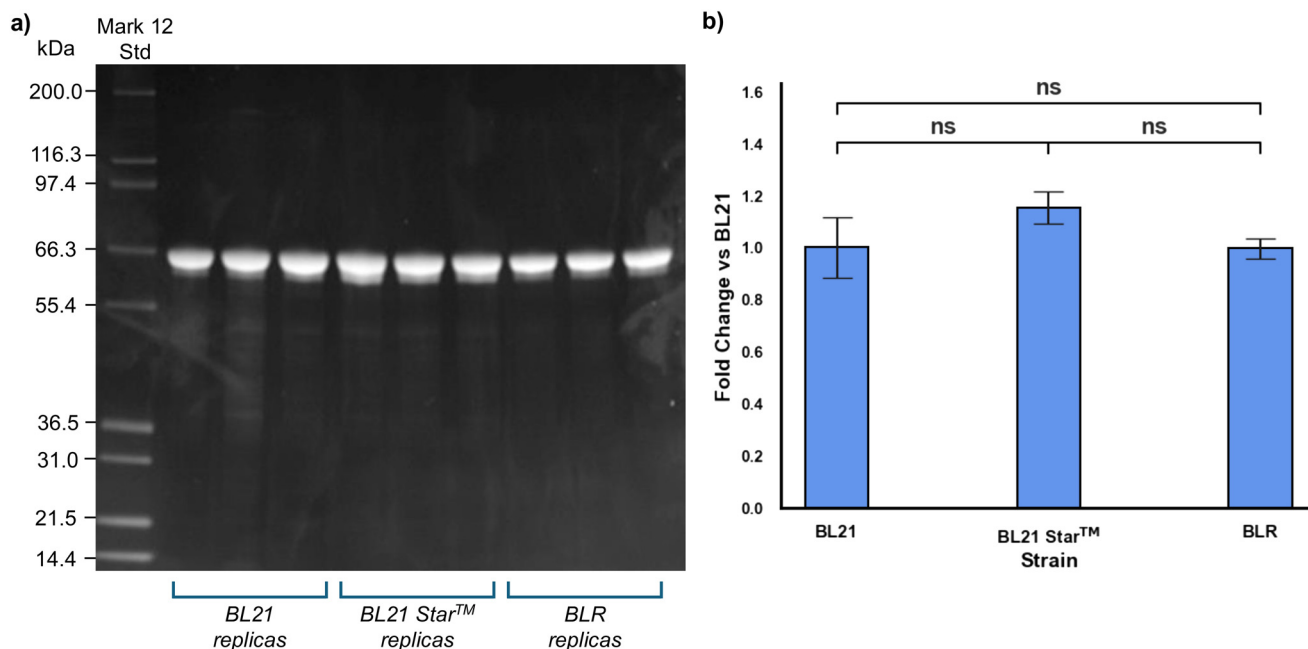 a)
Mark 12
Std
kDa
200.0
116.3
97.4
66.3
55.4
36.5
31.0
21.5
14.4
BL21
replicas
BL21 Star™
replicas
BLR
replicas
b)
Fold Change vs BL21
1.6
1.4
1.2
1.0
0.8
0.6
0.4
0.2
0.0
ns
ns
ns
BL21
BL21 Star™
BLR
Strain